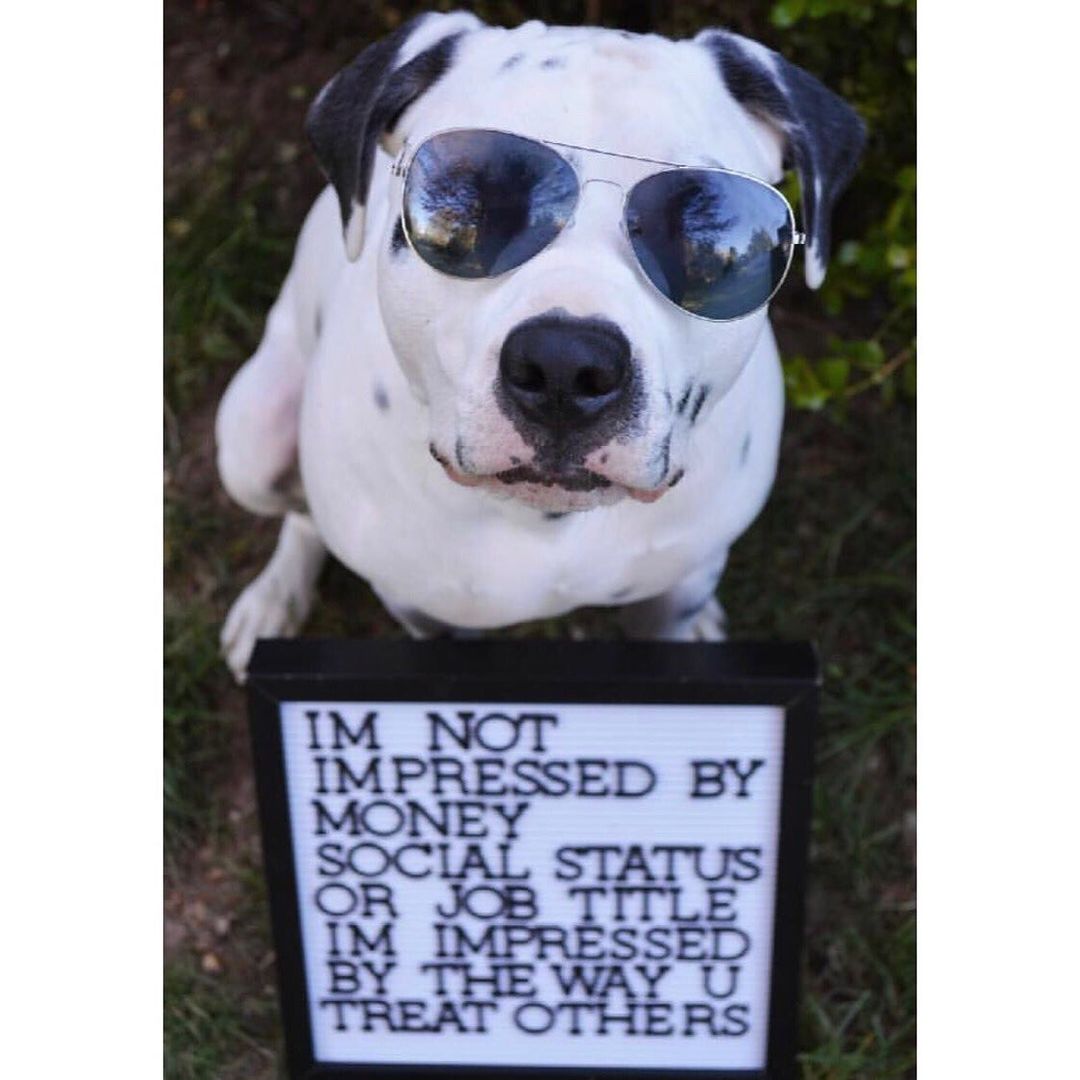 IM NOT
IMPRESSED BY
MONEY
SOCIAL STATUS
OR JOB TITLE
IM IMPRESSED
BY THE WAY U
TREAT OTHERS